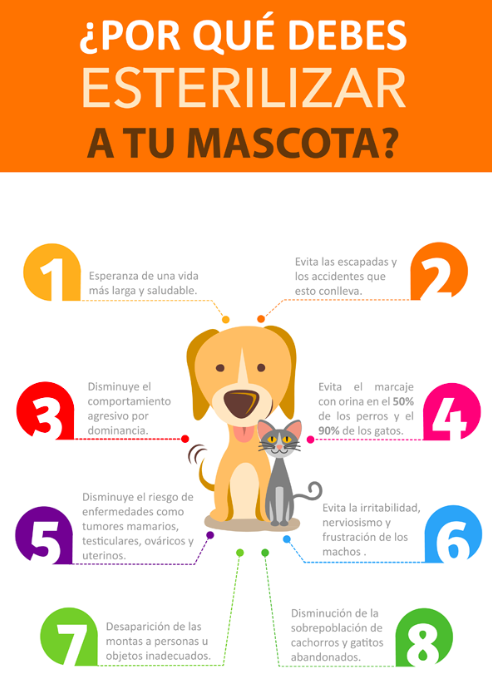 ¿POR QUÉ DEBES
ESTERILIZAR
A TU MASCOTA?
1
Esperanza de una vida
más larga y saludable.
2
Evita las escapadas y
los accidentes que
esto conlleva.
3
Disminuye el
comportamiento
agresivo por
dominancia.
4
Evita el marcaje
con orina en el 50%
de los perros y el
90% de los gatos.
5
Disminuye el riesgo de
enfermedades como
tumores mamarios,
testiculares, ováricos y
uterinos.
6
Evita la irritabilidad,
nerviosismo y
frustración de los
machos .
7
Desaparición de las
montas a personas u
objetos inadecuados.
8
Disminución de la
sobrepoblación de
cachorros y gatitos
abandonados.